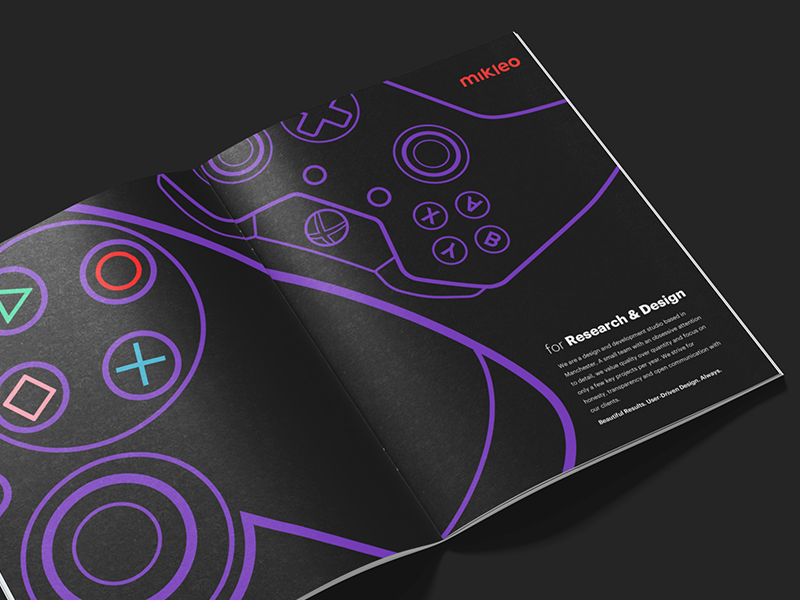 mikleo
X
A
Y
B
for Research & Design
We are a design and development studio based in
Manchester. A small team with an obsessive attention
to detail, we value quality over quantity and focus on
only a few key projects per year. We strive for
honesty, transparency and open communication with
our clients.
Beautiful Results. User-Driven Design. Always.